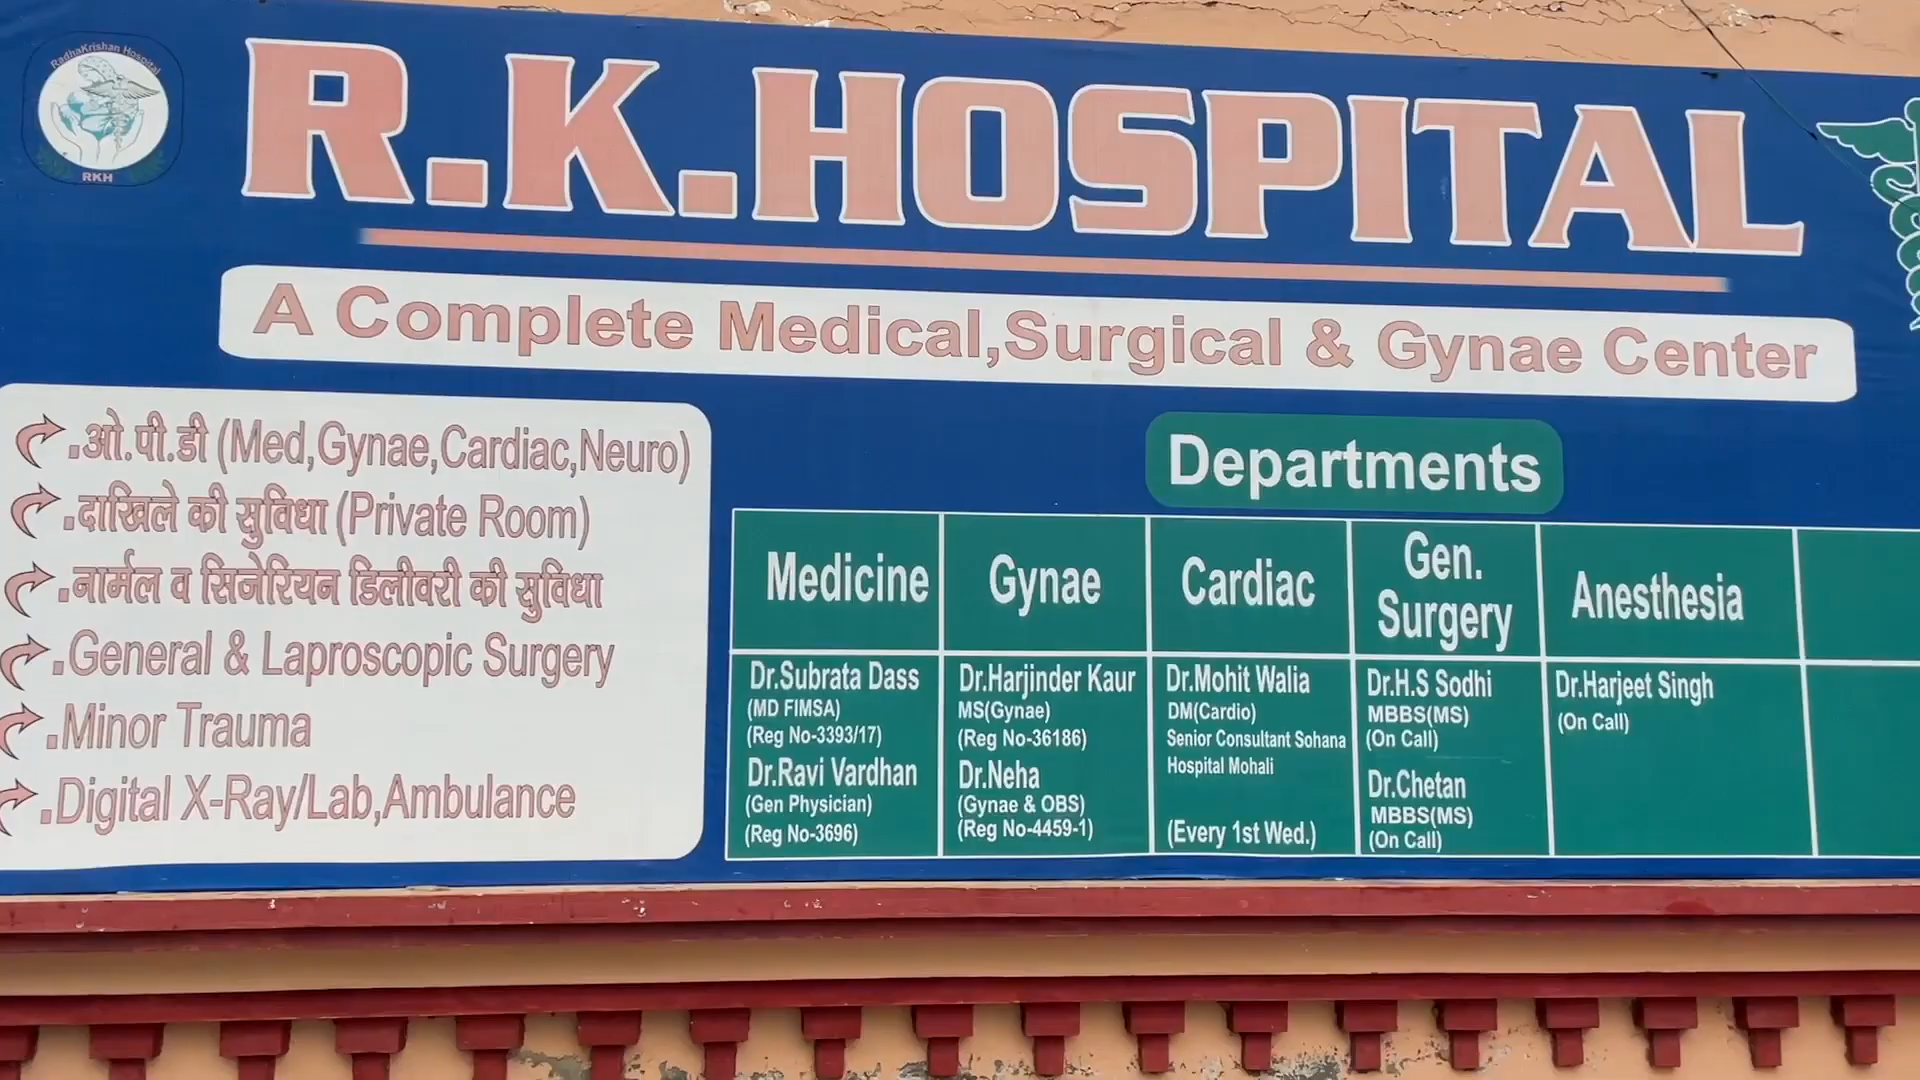 RadhaKrishan Hospital
RKH
R.K.HOSPITAL
A Complete Medical,Surgical & Gynae Center
.ओ.पी.डी (Med,Gynae,Cardiac,Neuro)
.दाखिले की सुविधा (Private Room)
.नार्मल व सिजेरियन डिलीवरी की सुविधा
.General & Laproscopic Surgery
.Minor Trauma
.Digital X-Ray/Lab,Ambulance
Departments
Medicine
Dr.Subrata Dass
(MD FIMSA)
(Reg No-3393/17)
Dr.Ravi Vardhan
(Gen Physician)
(Reg No-3696)
Gynae
Dr.Harjinder Kaur
MS(Gynae)
(Reg No-36186)
Dr.Neha
(Gynae & OBS)
(Reg No-4459-1)
Cardiac
Dr.Mohit Walia
DM(Cardio)
Senior Consultant Sohana
Hospital Mohali
(Every 1st Wed.)
Gen.
Surgery
Dr.H.S Sodhi
MBBS(MS)
(On Call)
Dr.Chetan
MBBS(MS)
(On Call)
Anesthesia
Dr.Harjeet Singh
(On Call)